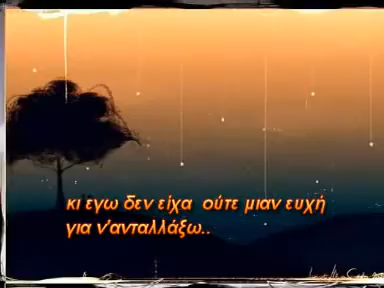 κι εγω δεν είχα ούτε μιαν ευχή
για ν'ανταλλάξω..